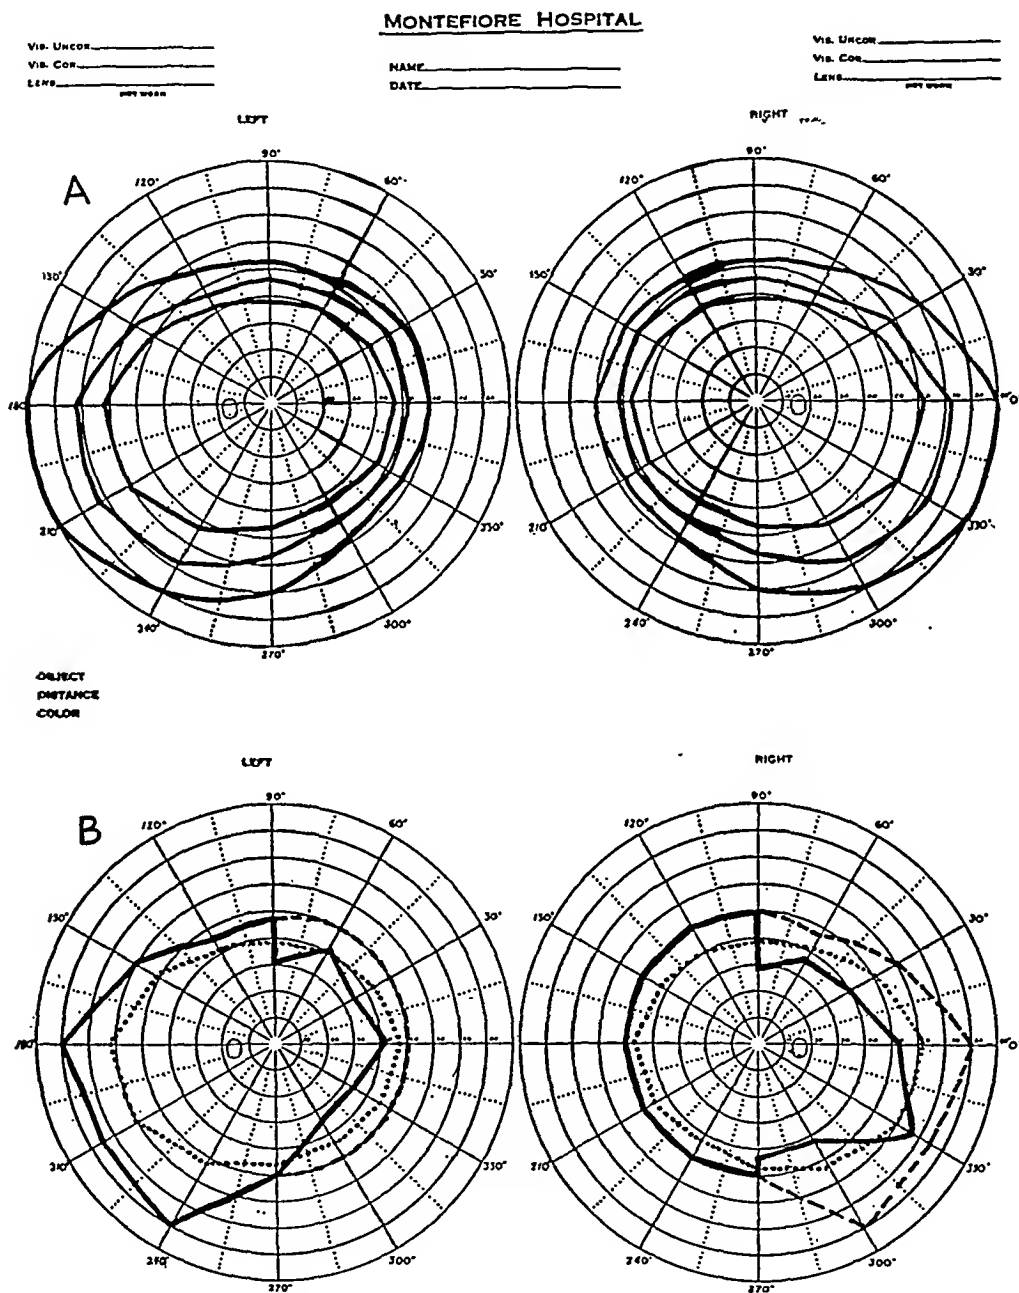 MONTEFIORE HOSPITAL
VIS. UNCOR.
VIS. COR.
LENS
NAME
DATE
VIS. UNCOR.
VIS. COR.
LENS
LEFT
RIGHT
A
90°
120°
60°
150°
30°
180°
210°
330°
240°
300°
270°
90°
120°
60°
150°
30°
0
210°
330°
240°
300°
270°
OBJECT
DISTANCE
COLOR
LEFT
RIGHT
B
90°
120°
60°
150°
30°
180°
210°
330°
240°
300°
270°
90°
120°
60°
150°
30°
0
210°
330°
240°
300°
270°